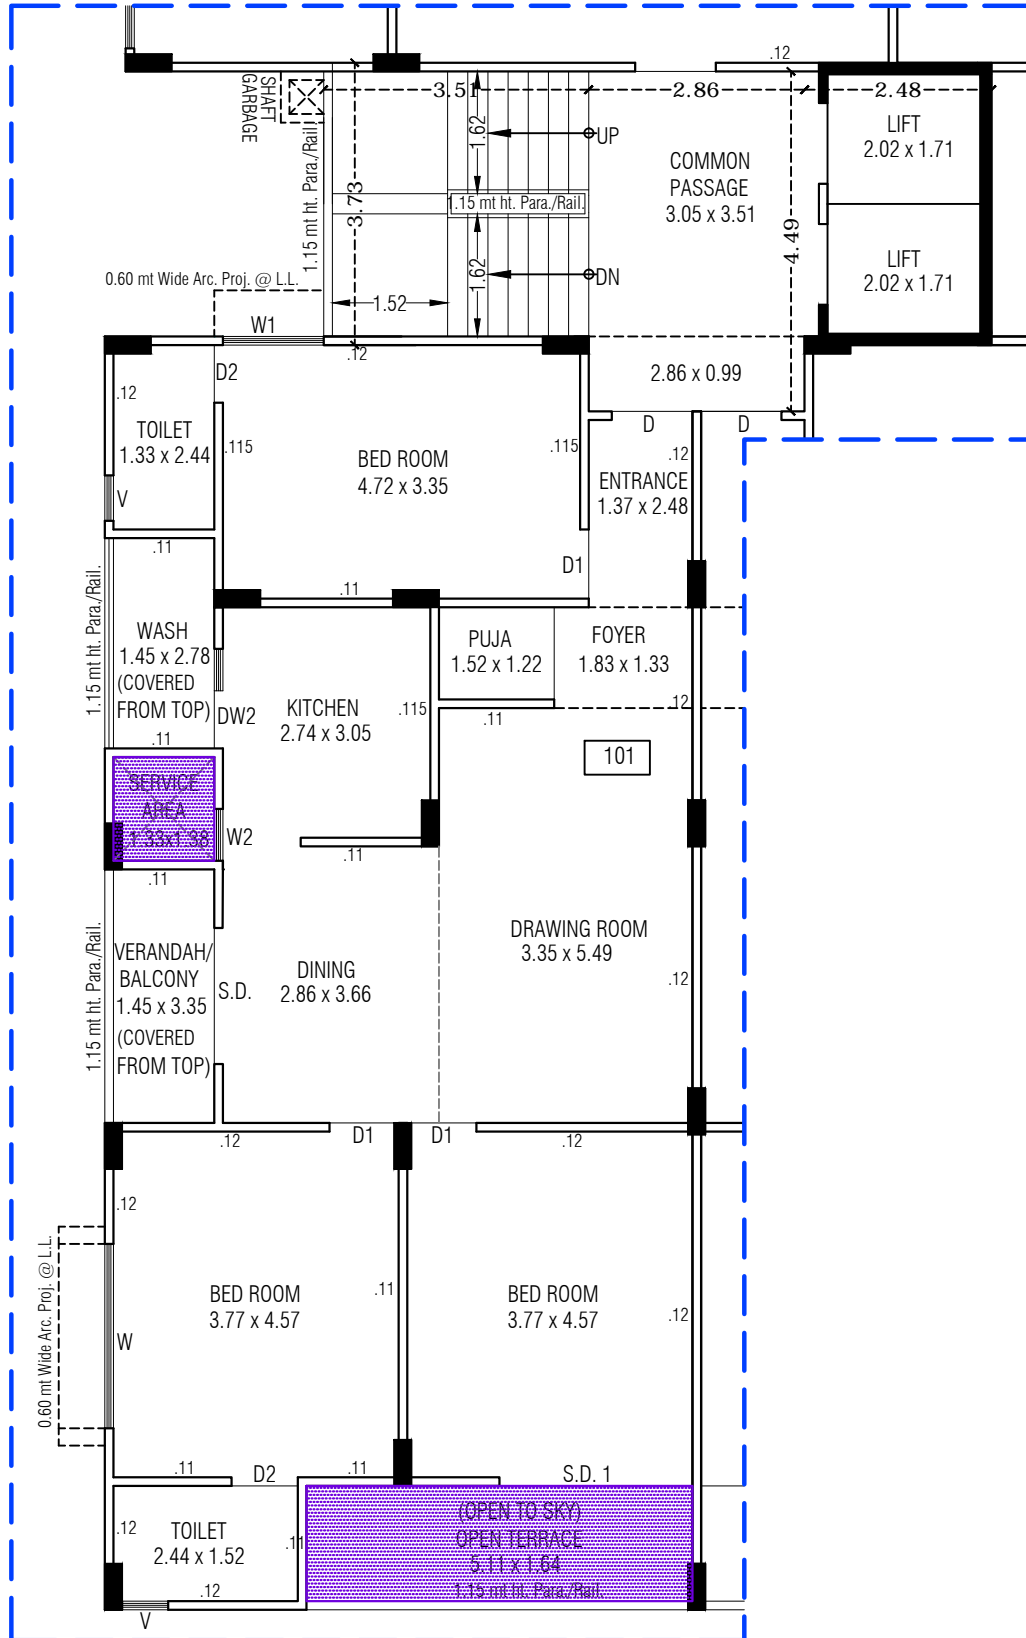 .12
3.51
2.86
2.48
SHAFT
GARBAGE
1.15 mt ht. Para./Rail.
3.73
1.62
UP
COMMON
PASSAGE
3.05 x 3.51
LIFT
2.02 x 1.71
1.15 mt ht. Para./Rail.
4.49
1.62
DN
LIFT
2.02 x 1.71
0.60 mt Wide Arc. Proj. @ L.L.
1.52
W1
.12
D2
2.86 x 0.99
.12
TOILET
1.33 x 2.44
.115
BED ROOM
4.72 x 3.35
.115
D
D
.12
ENTRANCE
1.37 x 2.48
V
.11
D1
1.15 mt ht. Para./Rail.
.11
WASH
1.45 x 2.78
(COVERED
FROM TOP)
.11
PUJA
1.52 x 1.22
FOYER
1.83 x 1.33
KITCHEN
2.74 x 3.05
DW2
.115
.11
.12
101
SERVICE
AREA
1.33x1.38
W2
.11
.11
1.15 mt ht. Para./Rail.
VERANDAH/
BALCONY
1.45 x 3.35
(COVERED
FROM TOP)
S.D.
DINING
2.86 x 3.66
DRAWING ROOM
3.35 x 5.49
.12
.12
D1
D1
.12
.12
0.60 mt Wide Arc. Proj. @ L.L.
W
BED ROOM
3.77 x 4.57
.11
BED ROOM
3.77 x 4.57
.12
.11
D2
.11
S.D. 1
.12
TOILET
2.44 x 1.52
.11
(OPEN TO SKY)
OPEN TERRACE
5.11 x 1.64
1.15 mt ht. Para./Rail.
.12
V